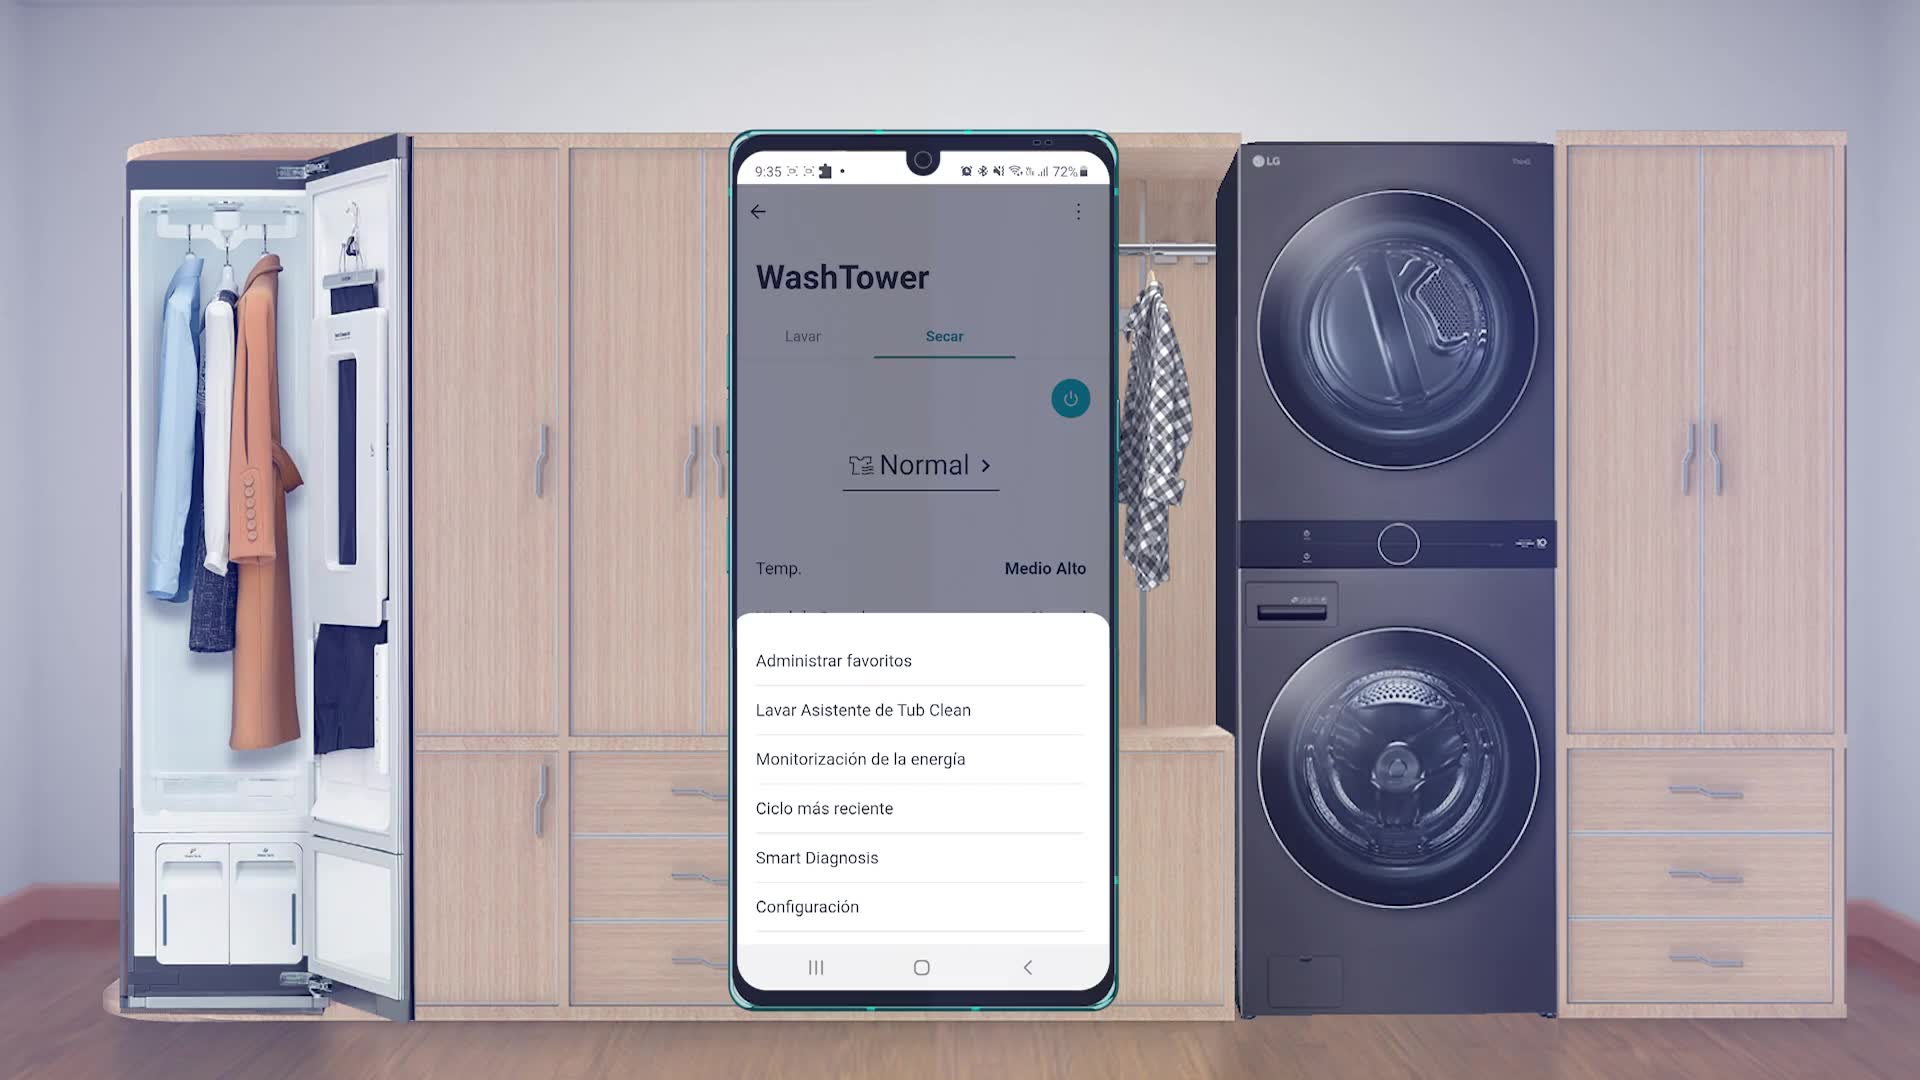 9:35
72%
WashTower
Lavar
Secar
Normal
Temp.
Medio Alto
Administrar favoritos
Lavar Asistente de Tub Clean
Monitorización de la energía
Ciclo más reciente
Smart Diagnosis
Configuración
LG
ThinQ